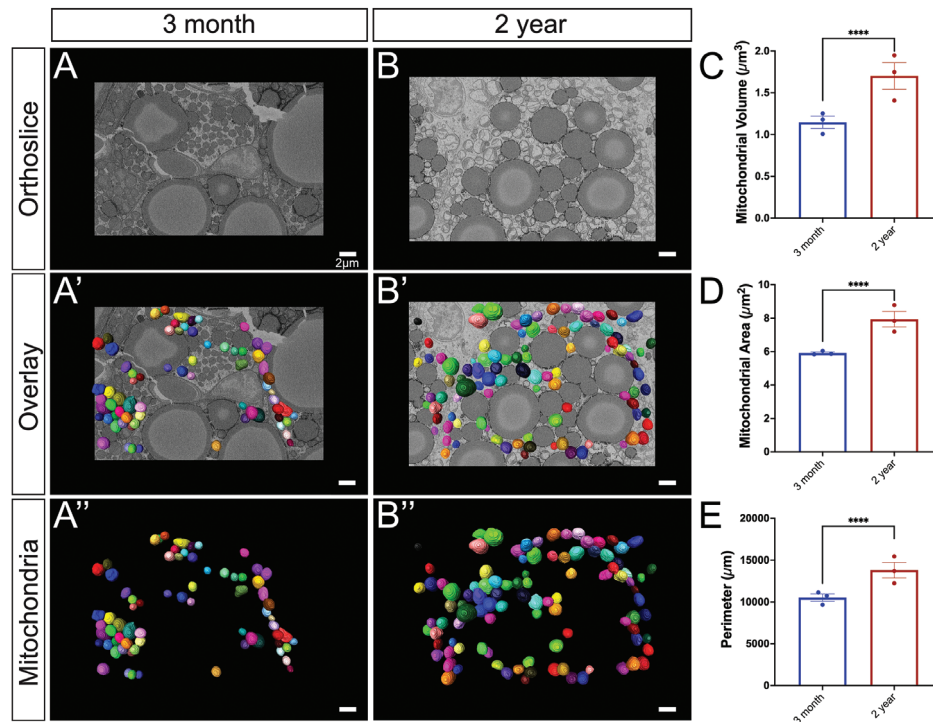 3 month
2 year
Orthoslice
A
2μm
B
Overlay
A'
B'
Mitochondria
A''
B''
C
****
Mitochondrial Volume (μm³)
2.0
1.5
1.0
0.5
0.0
3 month
2 year
D
****
Mitochondrial Area (μm²)
10
8
6
4
2
0
3 month
2 year
E
****
Perimeter (μm)
20000
15000
10000
5000
0
3 month
2 year